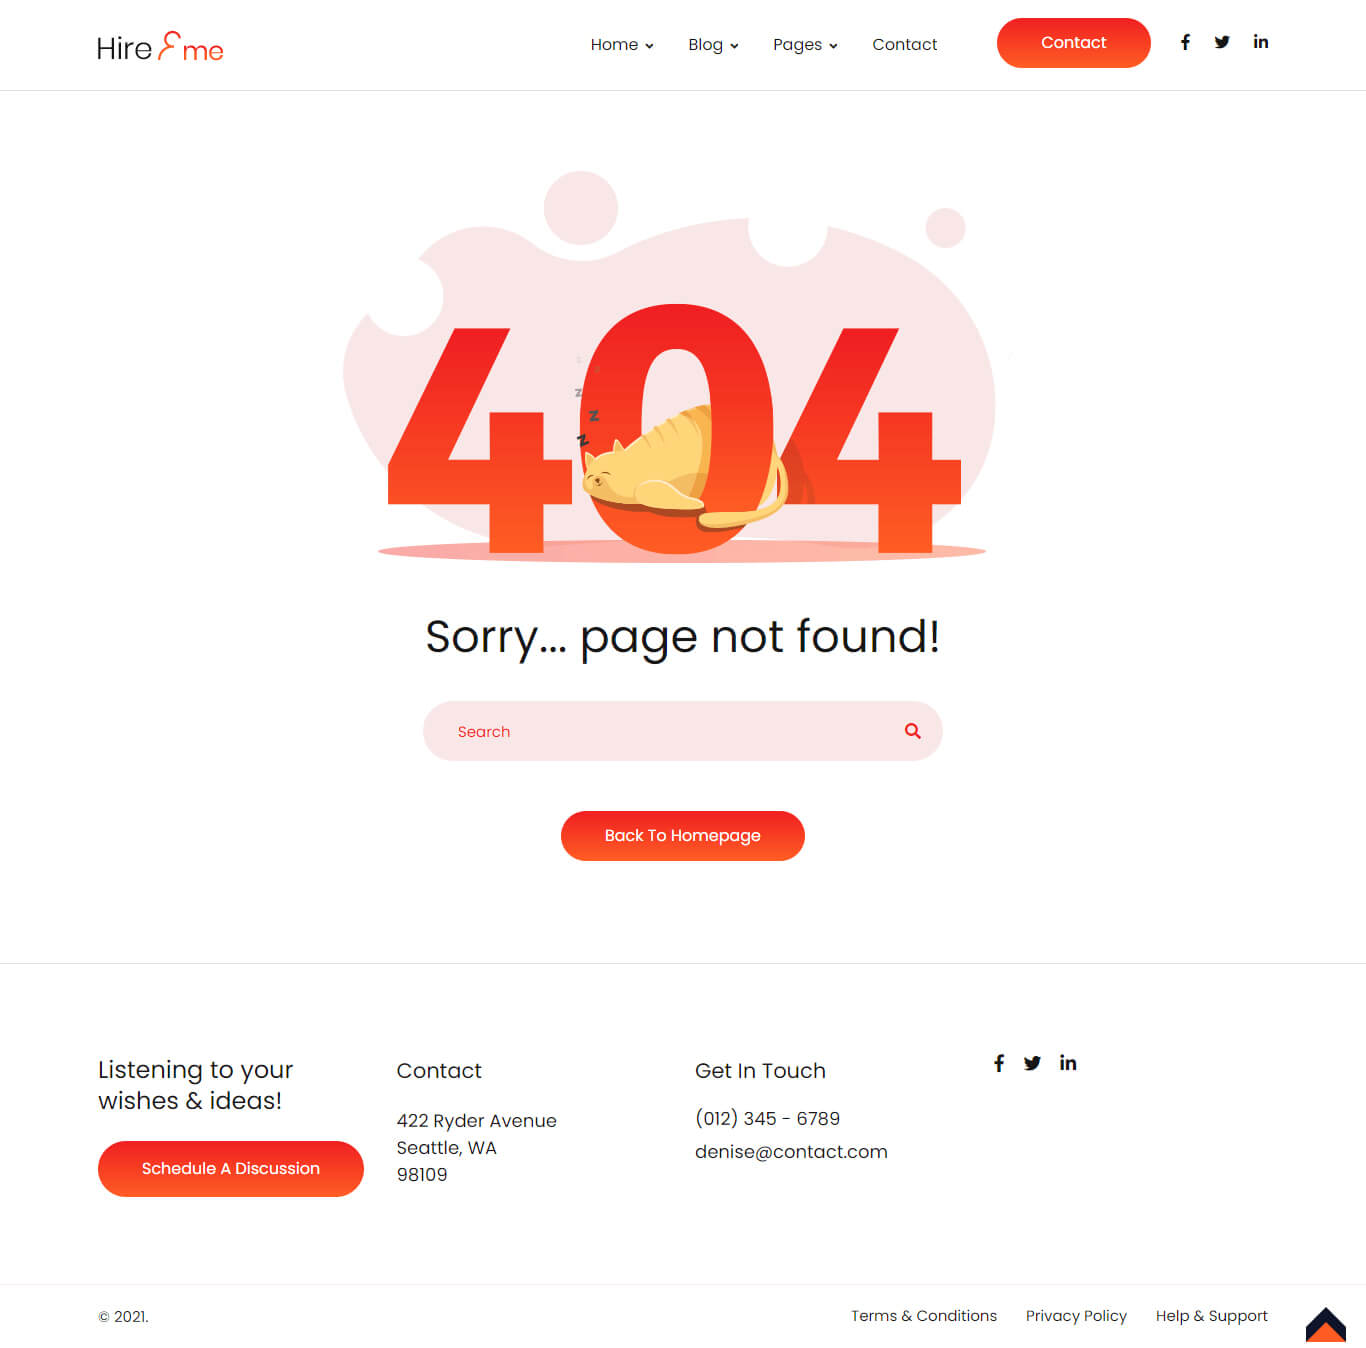 Hire me
Home Blog Pages Contact
Contact
404
z
z
z
z
z
Sorry... page not found!
Search
Back To Homepage
Listening to your
wishes & ideas!
Schedule A Discussion
Contact
422 Ryder Avenue
Seattle, WA
98109
Get In Touch
(012) 345 - 6789
denise@contact.com
© 2021.
Terms & Conditions Privacy Policy Help & Support